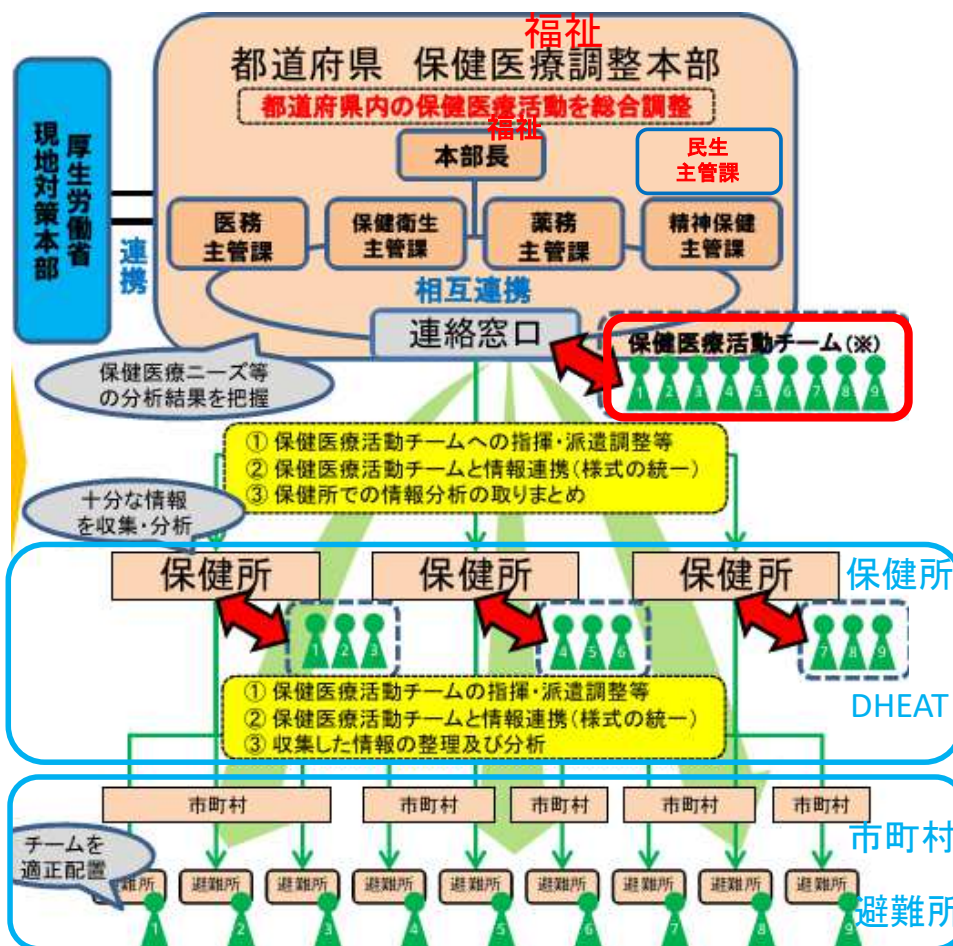 福祉
都道府県 保健医療調整本部
都道府県内の保健医療活動を総合調整
福祉
本部長
民生
主管課
厚生労働省
現地対策本部
連携
医務
主管課
保健衛生
主管課
薬務
主管課
精神保健
主管課
相互連携
連絡窓口
保健医療活動チーム(※)
1 2 3 4 5 6 7 8 9
保健医療ニーズ等
の分析結果を把握
① 保健医療活動チームへの指揮・派遣調整等
② 保健医療活動チームと情報連携(様式の統一)
③ 保健所での情報分析の取りまとめ
十分な情報
を収集・分析
保健所 保健所 保健所
保健所
1 2 3
4 5 6
7 8 9
① 保健医療活動チームの指揮・派遣調整等
② 保健医療活動チームと情報連携(様式の統一)
③ 収集した情報の整理及び分析
DHEAT
市町村 市町村 市町村 市町村 市町村
市町村
チームを
適正配置
避難所 避難所 避難所 避難所 避難所 避難所 避難所 避難所 避難所
1 2 3 4 5 6 7 8 9
避難所